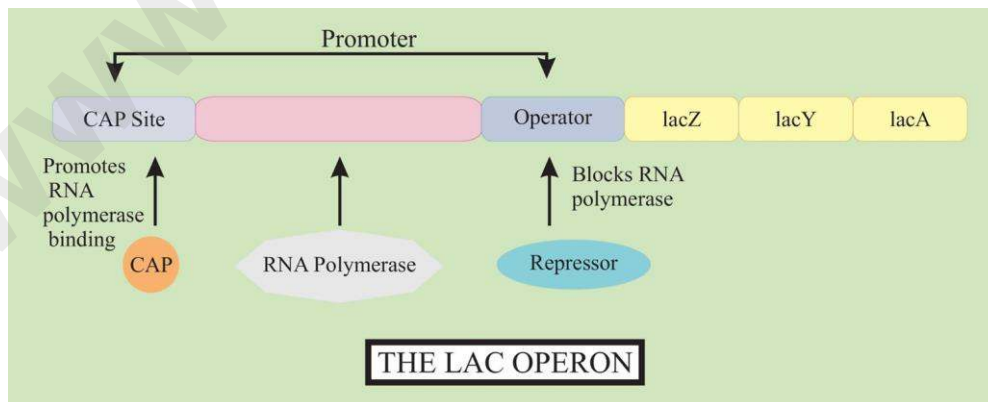 Promoter
CAP Site
Operator
lacZ
lacY
lacA
Promotes
RNA
polymerase
binding
Blocks RNA
polymerase
CAP
RNA Polymerase
Repressor
THE LAC OPERON